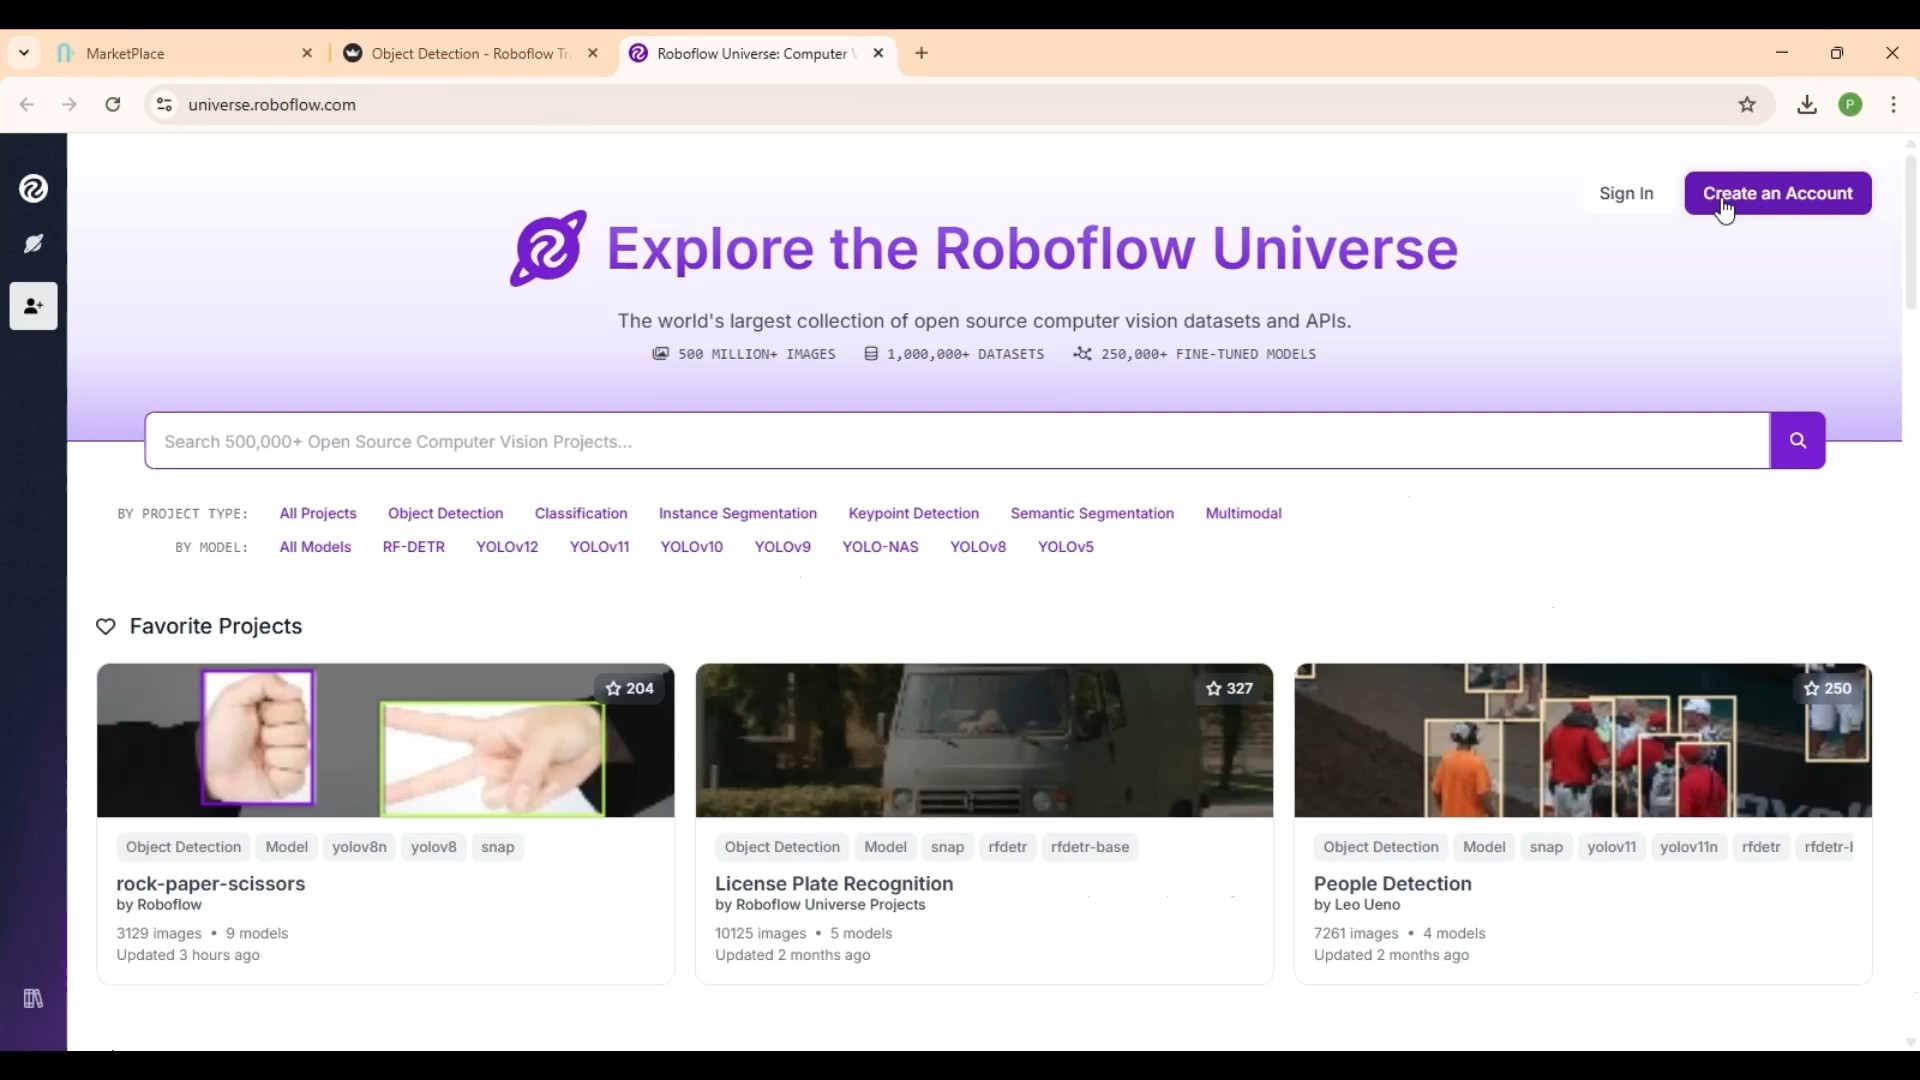 MarketPlace
Object Detection - Roboflow Tr
Roboflow Universe: Computer V
universe.roboflow.com
P
Sign In
Create an Account
Explore the Roboflow Universe
The world's largest collection of open source computer vision datasets and APIs.
500 MILLION+ IMAGES 1,000,000+ DATASETS 250,000+ FINE-TUNED MODELS
Search 500,000+ Open Source Computer Vision Projects...
BY PROJECT TYPE: All Projects Object Detection Classification Instance Segmentation Keypoint Detection Semantic Segmentation Multimodal
BY MODEL: All Models RF-DETR YOLOv12 YOLOv11 YOLOv10 YOLOv9 YOLO-NAS YOLOv8 YOLOv5
Favorite Projects
204
Object Detection Model yolov8n yolov8 snap
rock-paper-scissors
by Roboflow
3129 images • 9 models
Updated 3 hours ago
327
Object Detection Model snap rfdetr rfdetr-base
License Plate Recognition
by Roboflow Universe Projects
10125 images • 5 models
Updated 2 months ago
250
Object Detection Model snap yolov11 yolov11n rfdetr rfdetr-
People Detection
by Leo Ueno
7261 images • 4 models
Updated 2 months ago